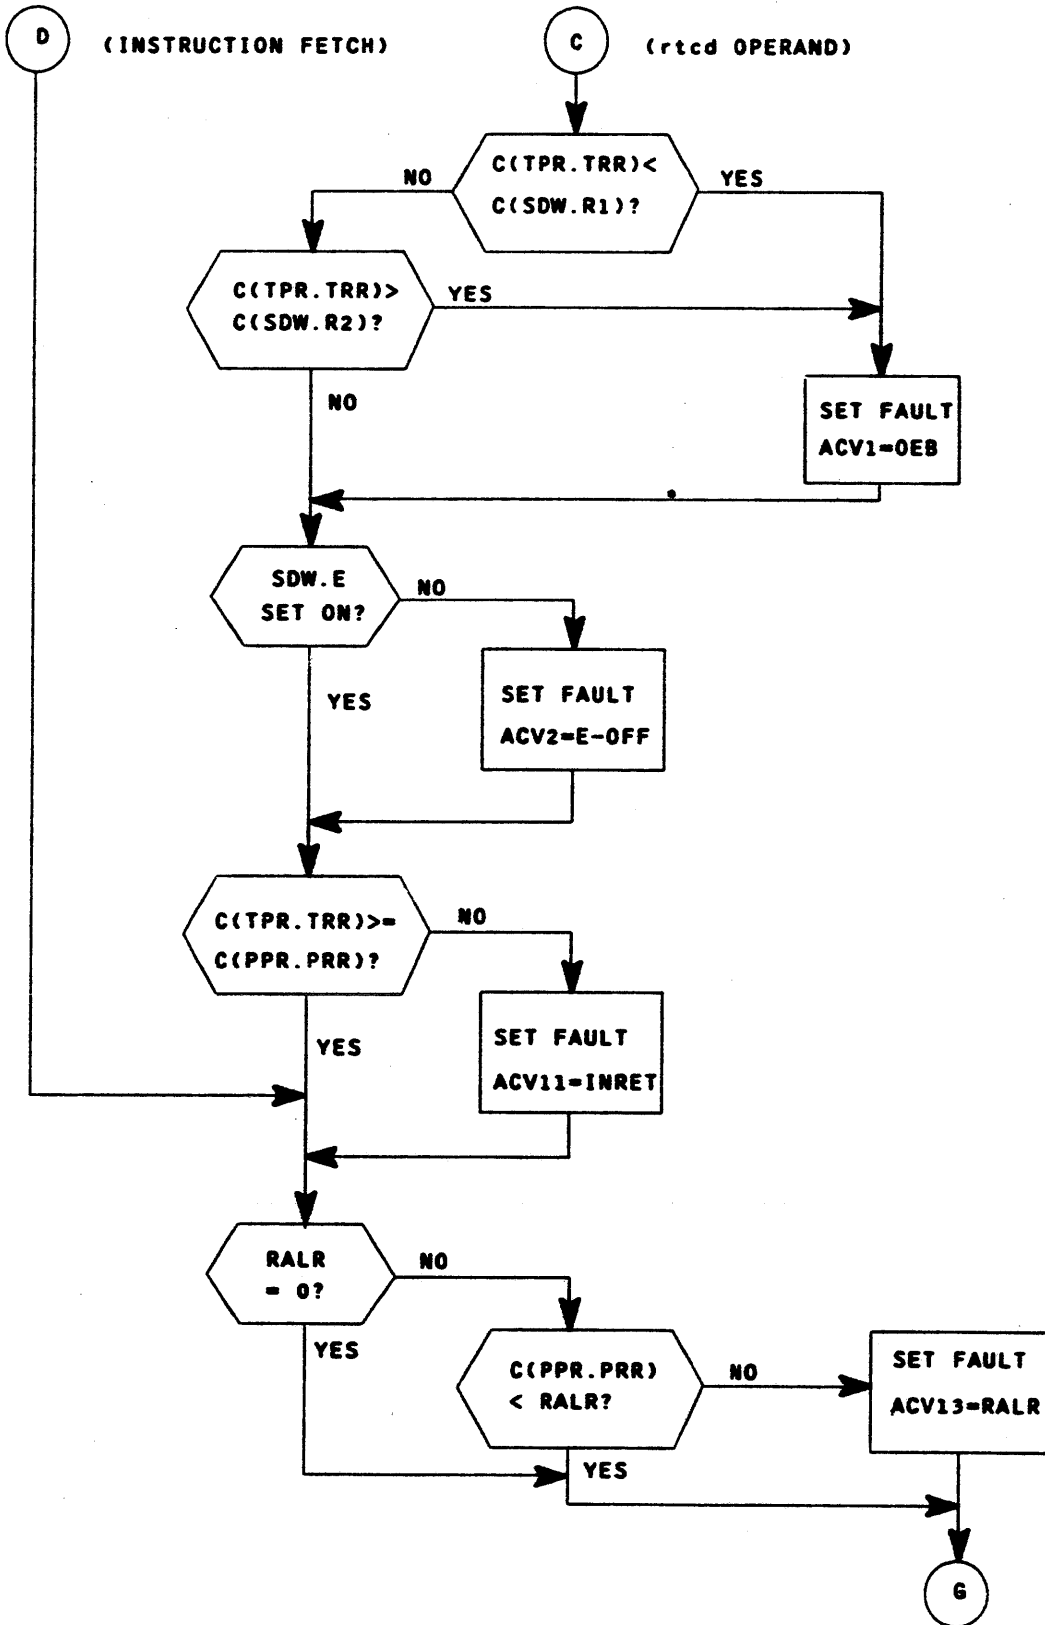 D (INSTRUCTION FETCH)
C (rtcd OPERAND)
C(TPR.TRR)<
C(SDW.R1)?
NO
YES
C(TPR.TRR)>
C(SDW.R2)?
YES
NO
SET FAULT
ACV1=OEB
SDW.E
SET ON?
NO
YES
SET FAULT
ACV2=E-OFF
C(TPR.TRR)>=
C(PPR.PRR)?
NO
YES
SET FAULT
ACV11=INRET
RALR
= 0?
NO
YES
C(PPR.PRR)
< RALR?
NO
YES
SET FAULT
ACV13=RALR
G